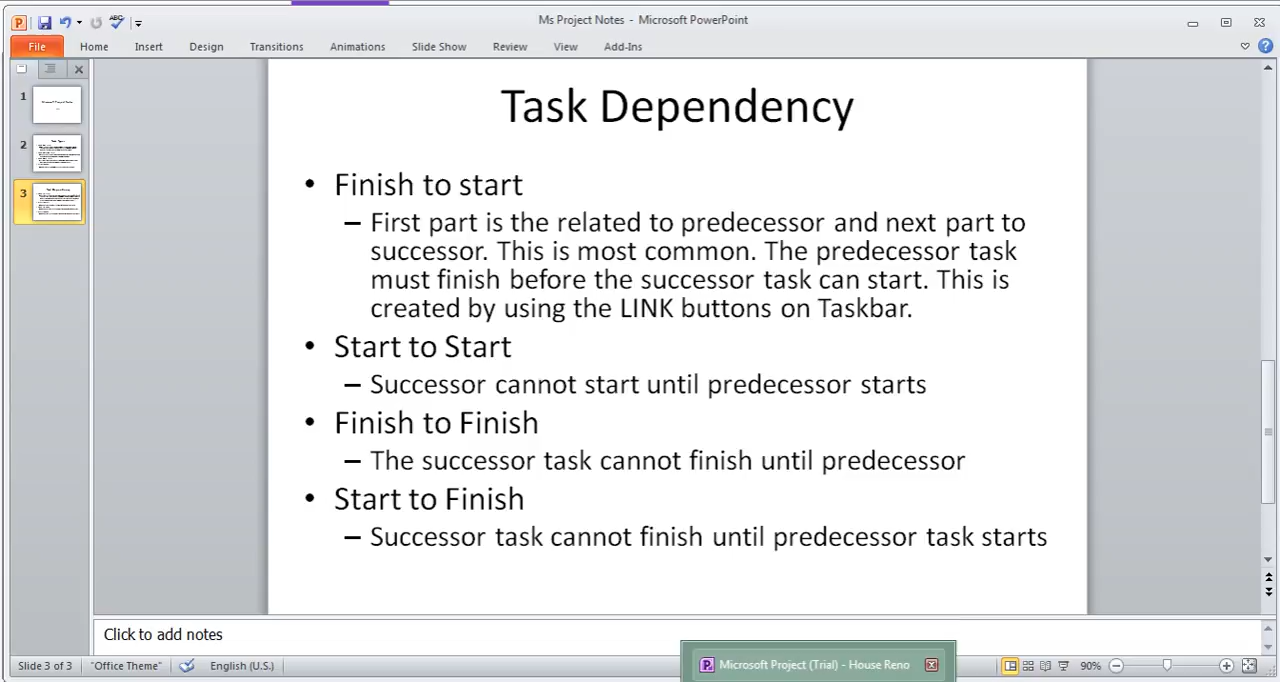 Ms Project Notes - Microsoft PowerPoint
File Home Insert Design Transitions Animations Slide Show Review View Add-Ins
1
2
3
Task Dependency
• Finish to start
– First part is the related to predecessor and next part to
successor. This is most common. The predecessor task
must finish before the successor task can start. This is
created by using the LINK buttons on Taskbar.
• Start to Start
– Successor cannot start until predecessor starts
• Finish to Finish
– The successor task cannot finish until predecessor
• Start to Finish
– Successor task cannot finish until predecessor task starts
Click to add notes
Microsoft Project (Trial) - House Reno
Slide 3 of 3 "Office Theme" English (U.S.) 90%